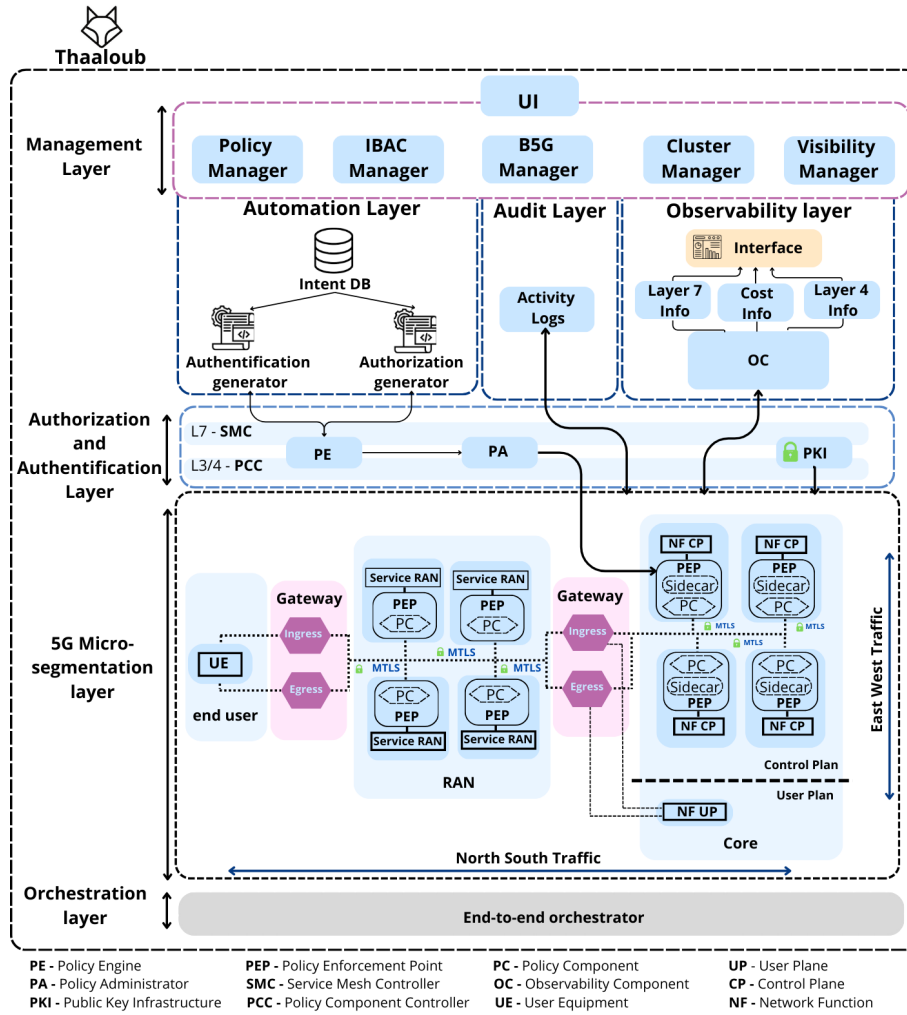 Thaaloub
UI
Management
Layer
Policy
Manager
IBAC
Manager
B5G
Manager
Cluster
Manager
Visibility
Manager
Automation Layer
Audit Layer
Observability layer
Intent DB
Authentification
generator
Authorization
generator
Activity
Logs
Interface
Layer 7
Info
Cost
Info
Layer 4
Info
OC
Authorization
and
Authentification
Layer
L7 - SMC
L3/4 - PCC
PE
PA
PKI
5G Micro-
segmentation
layer
UE
end user
Gateway
Ingress
Egress
Service RAN
PEP
PC
Service RAN
PEP
PC
MTLS
MTLS
MTLS
PC
PEP
Service RAN
PC
PEP
Service RAN
RAN
Gateway
Ingress
Egress
NF CP
PEP
Sidecar
PC
NF CP
PEP
Sidecar
PC
MTLS
MTLS
MTLS
PC
Sidecar
PEP
NF CP
PC
Sidecar
PEP
NF CP
Control Plan
User Plan
NF UP
Core
East West Traffic
North South Traffic
Orchestration
layer
End-to-end orchestrator
PE - Policy Engine
PEP - Policy Enforcement Point
PC - Policy Component
UP - User Plane
PA - Policy Administrator
SMC - Service Mesh Controller
OC - Observability Component
CP - Control Plane
PKI - Public Key Infrastructure
PCC - Policy Component Controller
UE - User Equipment
NF - Network Function